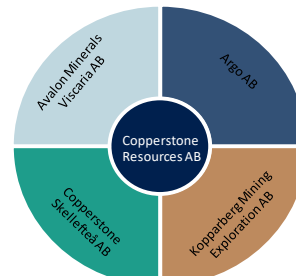 Avalon Minerals
Viscaria AB
Argo AB
Copperstone
Resources AB
Copperstone
Skellefteå
AB
Kopparberg Mining
Exploration AB